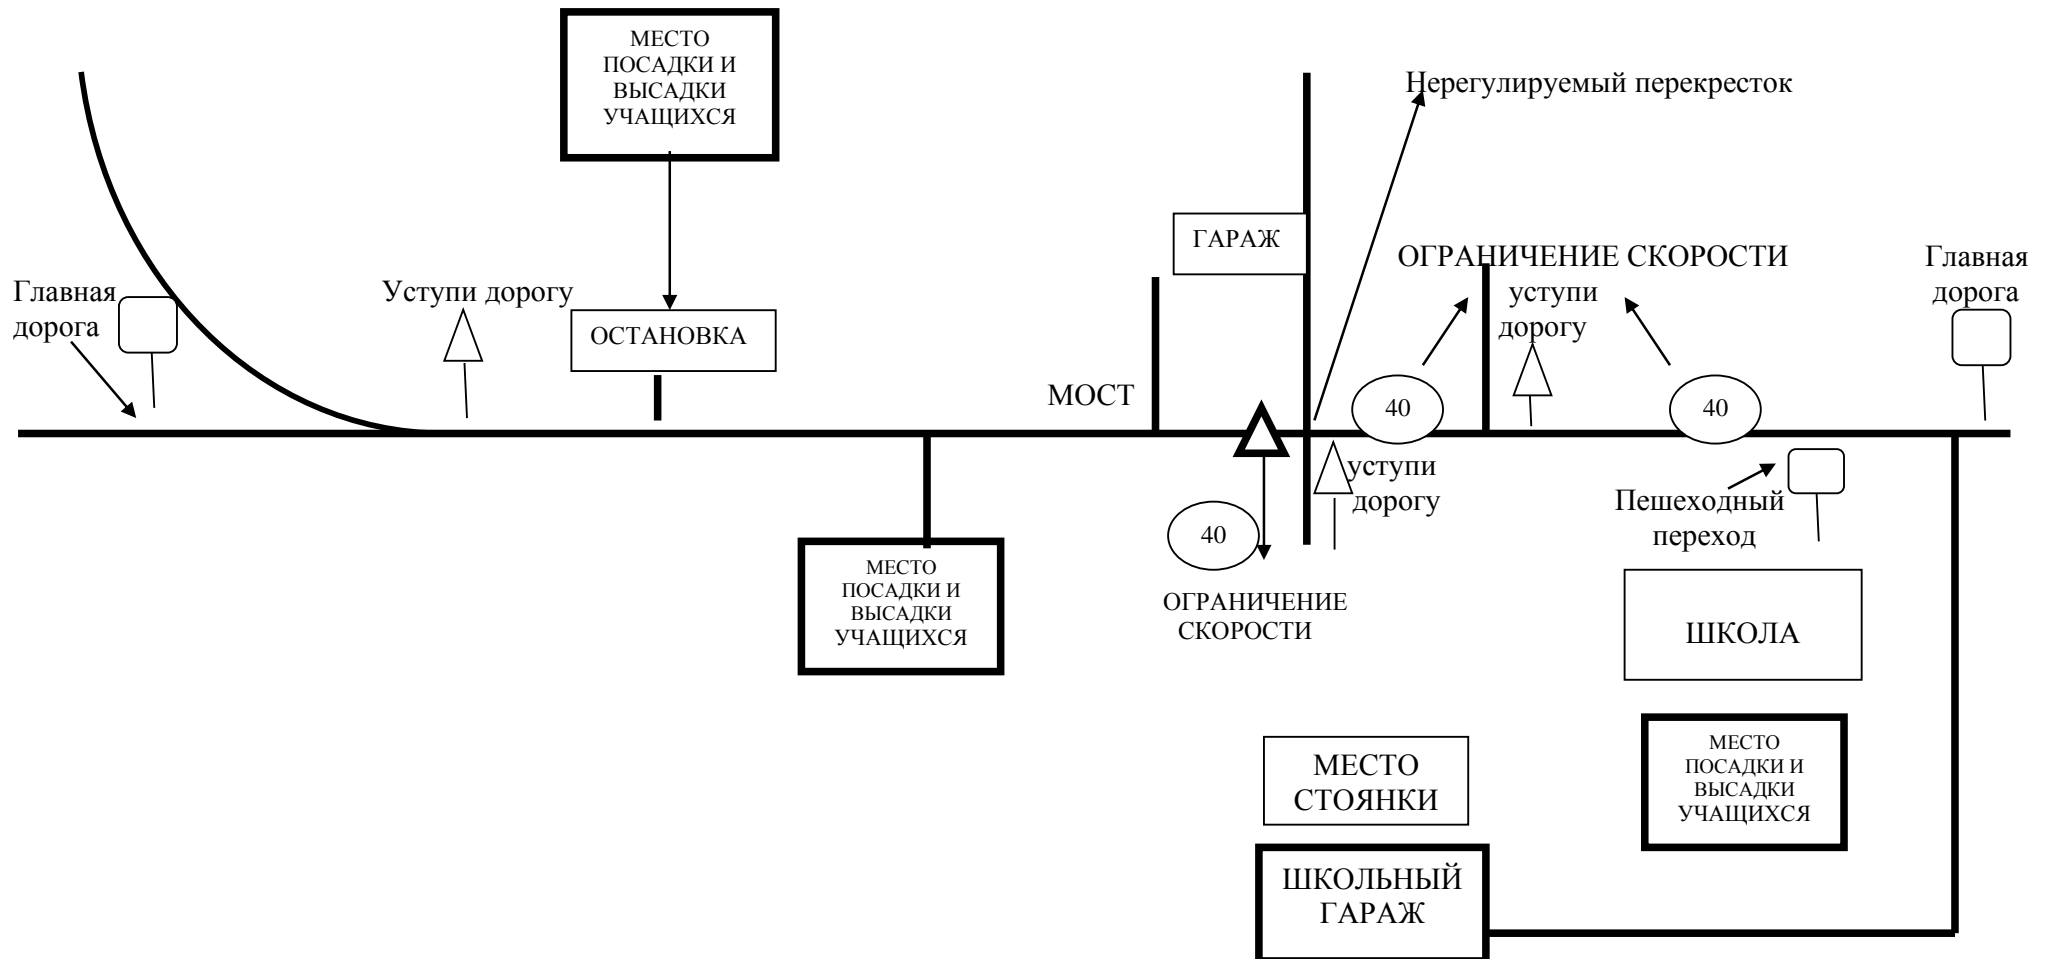 МЕСТО
ПОСАДКИ И
ВЫСАДКИ
УЧАЩИХСЯ
Нерегулируемый перекресток
ГАРАЖ
ОГРАНИЧЕНИЕ СКОРОСТИ
Главная
дорога
Главная
дорога
Уступи дорогу
ОСТАНОВКА
уступи
дорогу
МОСТ
40
40
уступи
дорогу
Пешеходный
переход
40
ОГРАНИЧЕНИЕ
СКОРОСТИ
МЕСТО
ПОСАДКИ И
ВЫСАДКИ
УЧАЩИХСЯ
ШКОЛА
МЕСТО
СТОЯНКИ
МЕСТО
ПОСАДКИ И
ВЫСАДКИ
УЧАЩИХСЯ
ШКОЛЬНЫЙ
ГАРАЖ